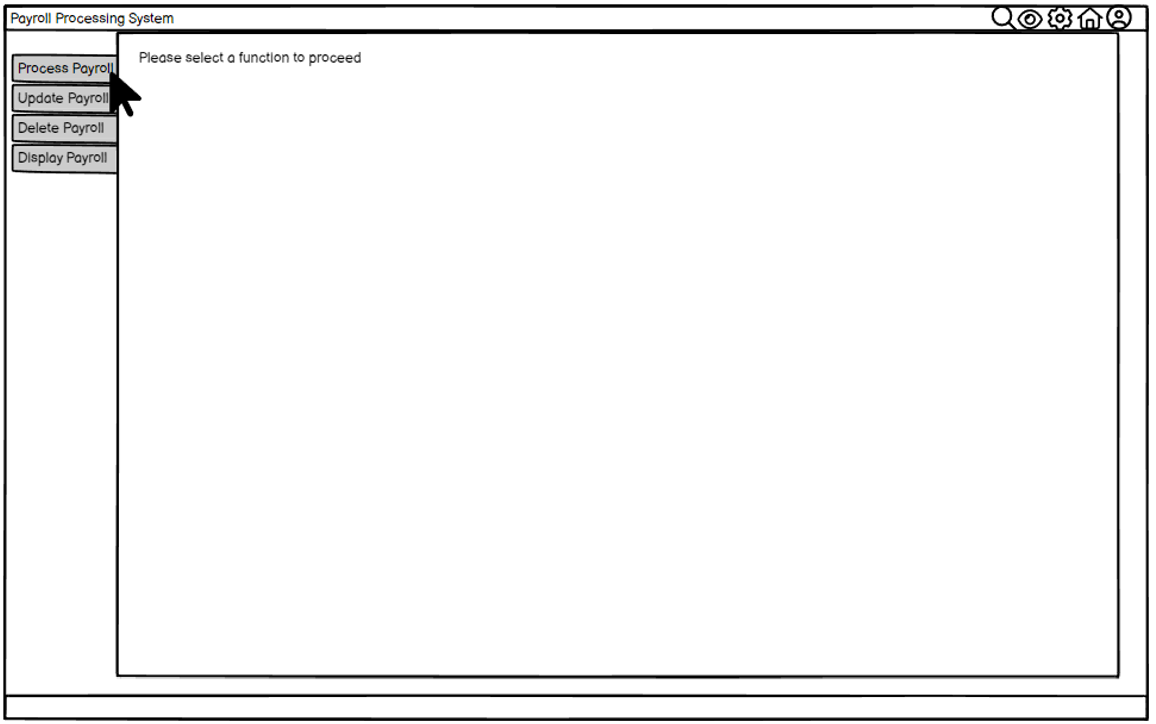 Payroll Processing System
Process Payroll
Update Payroll
Delete Payroll
Display Payroll
Please select a function to proceed